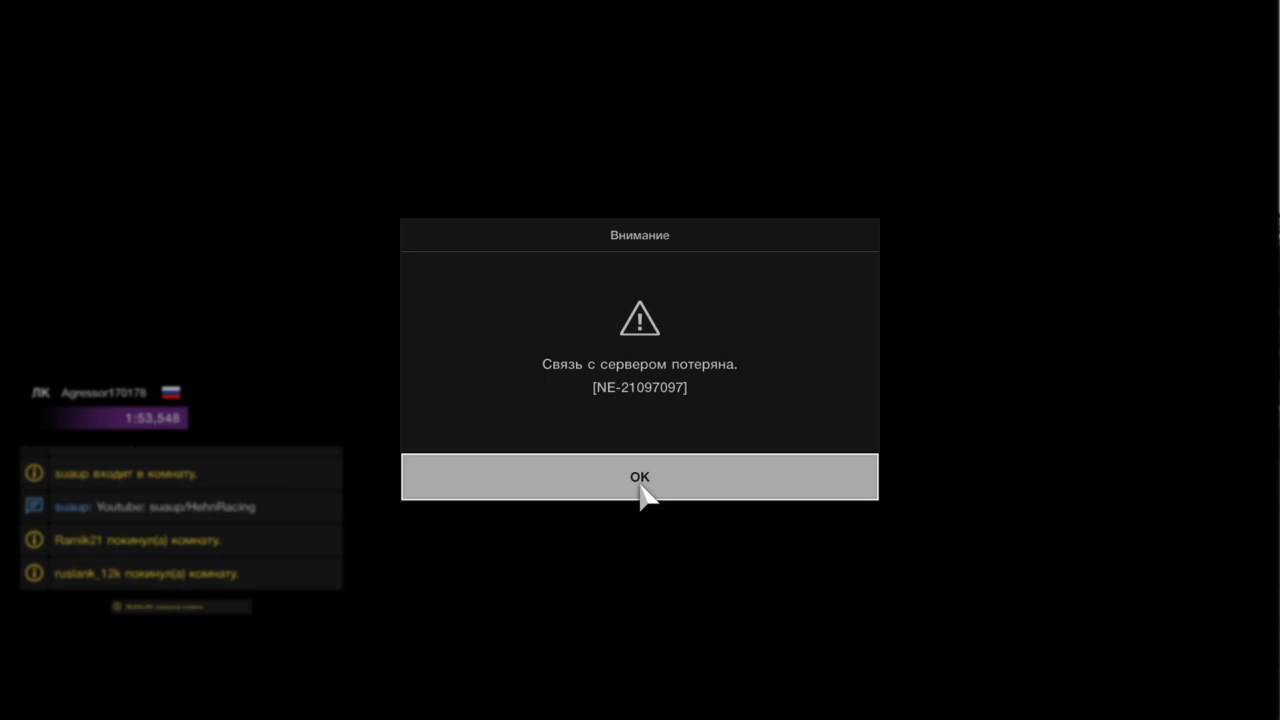 Внимание
Связь с сервером потеряна.
[NE-21097097]
OK
ЛК Agressor170178
1:53,548
suaup входит в комнату.
suaup: Youtube: suaup/HehnRacing
Ramik21 покинул(а) комнату.
ruslank_12k покинул(а) комнату.